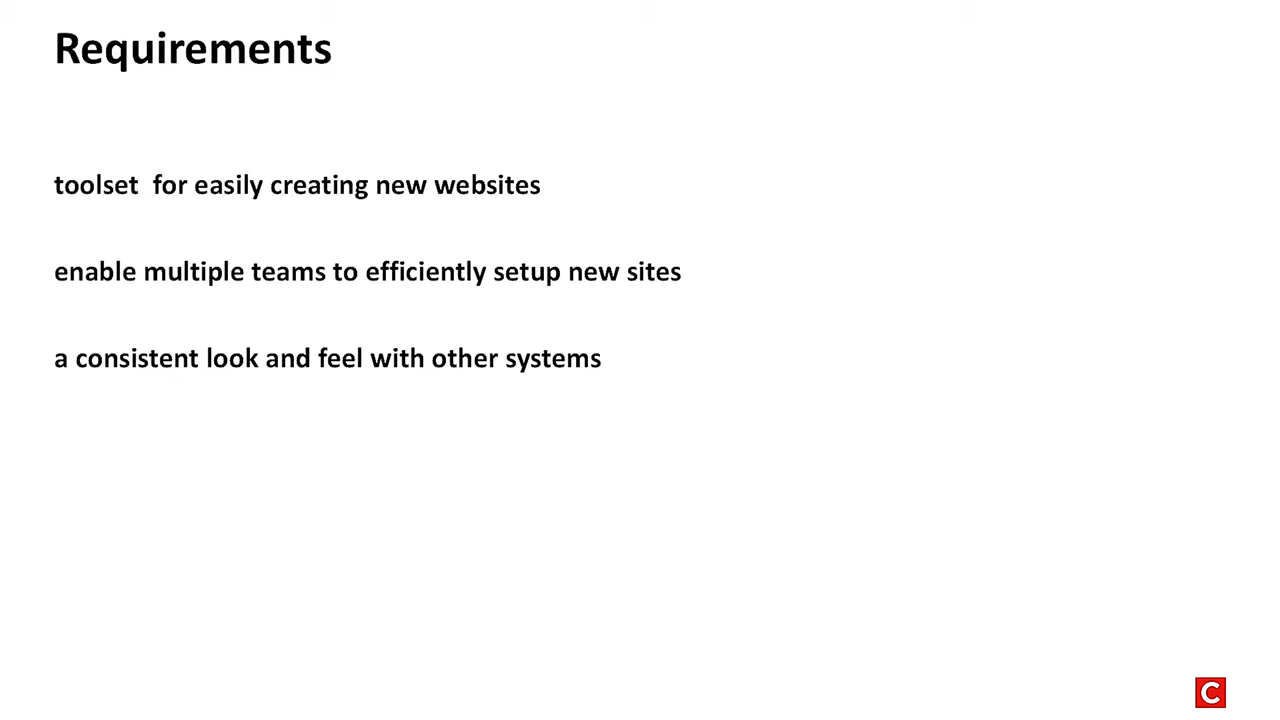 Requirements
toolset  for easily creating new websites
enable multiple teams to efficiently setup new sites
a consistent look and feel with other systems
C